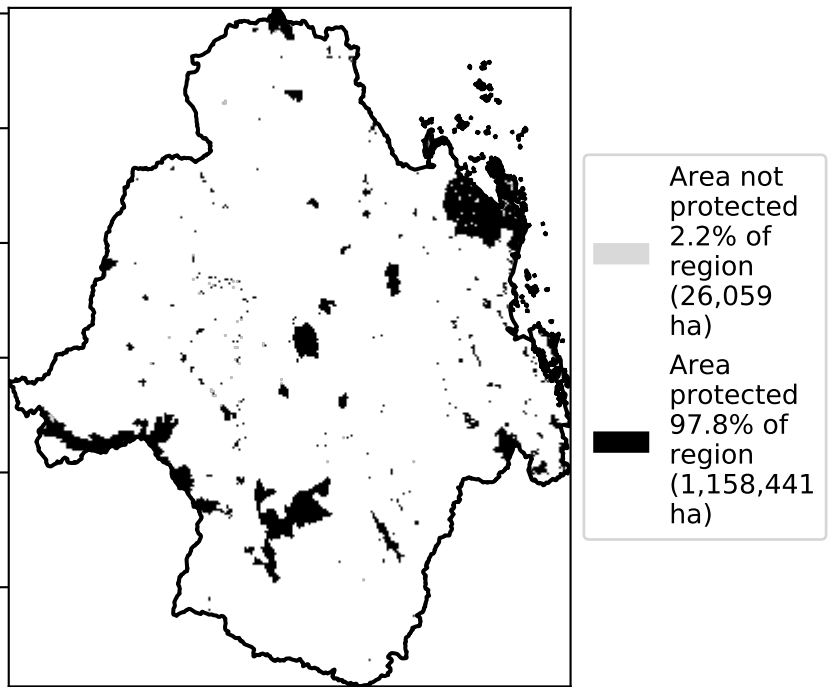 Area not
protected
2.2% of
region
(26,059
ha)
Area
protected
97.8% of
region
(1,158,441
ha)